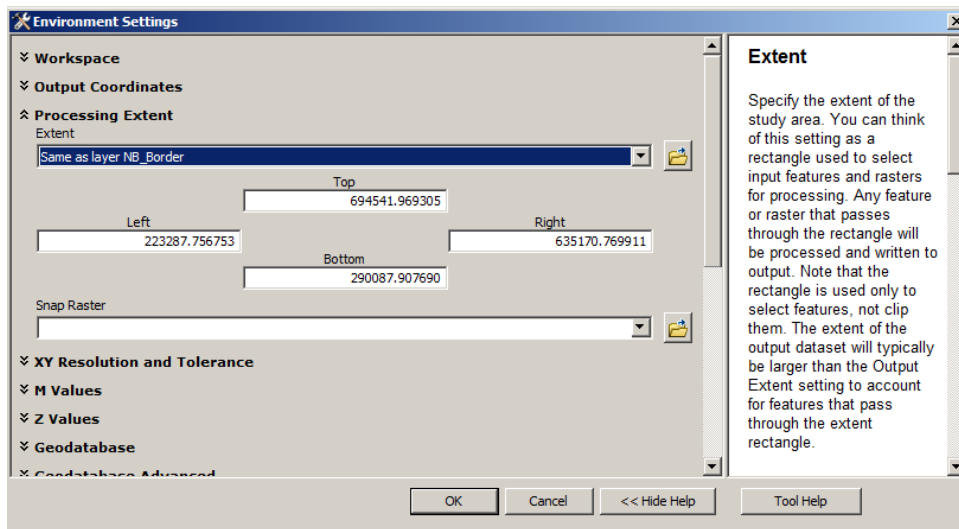 Environment Settings
Workspace
Output Coordinates
Processing Extent
Extent
Same as layer NB_Border
Top
694541.969305
Left
Right
223287.756753
635170.769911
Bottom
290087.907690
Snap Raster
XY Resolution and Tolerance
M Values
Z Values
Geodatabase
Geodatabase Advanced
OK
Cancel
<< Hide Help
Tool Help
Extent
Specify the extent of the
study area. You can think
of this setting as a
rectangle used to select
input features and rasters
for processing. Any feature
or raster that passes
through the rectangle will
be processed and written to
output. Note that the
rectangle is used only to
select features, not clip
them. The extent of the
output dataset will typically
be larger than the Output
Extent setting to account
for features that pass
through the extent
rectangle.